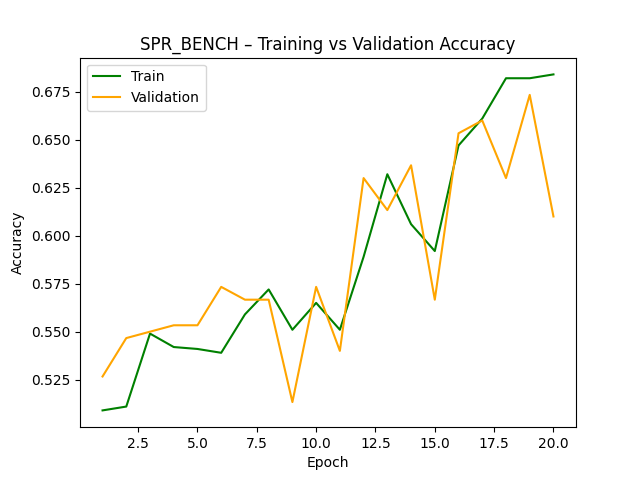 SPR_BENCH – Training vs Validation Accuracy
Train
Validation
0.675
0.650
0.625
0.600
0.575
0.550
0.525
Accuracy
2.5 5.0 7.5 10.0 12.5 15.0 17.5 20.0
Epoch